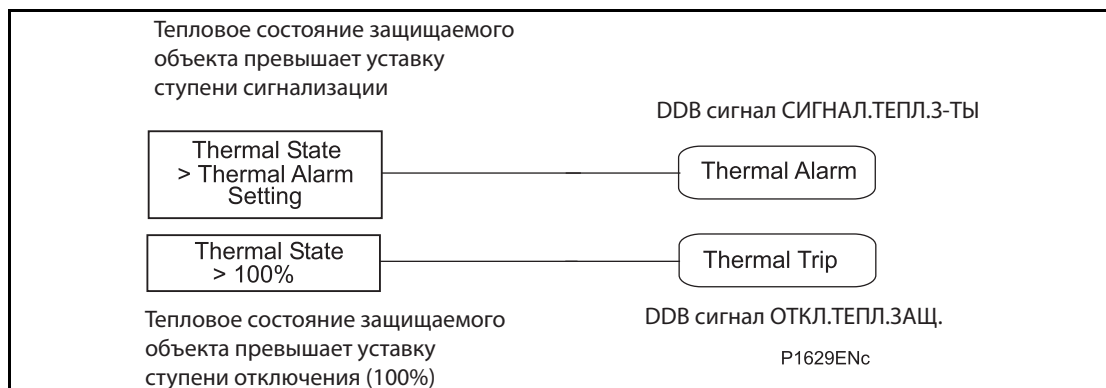 Тепловое состояние защищаемого
объекта превышает уставку
ступени сигнализации
DDB сигнал СИГНАЛ.ТЕПЛ.З-ТЫ
Thermal State
> Thermal Alarm
Setting
Thermal Alarm
Thermal State
> 100%
Thermal Trip
Тепловое состояние защищаемого
объекта превышает уставку
ступени отключения (100%)
DDB сигнал ОТКЛ.ТЕПЛ.ЗАЩ.
P1629ENc